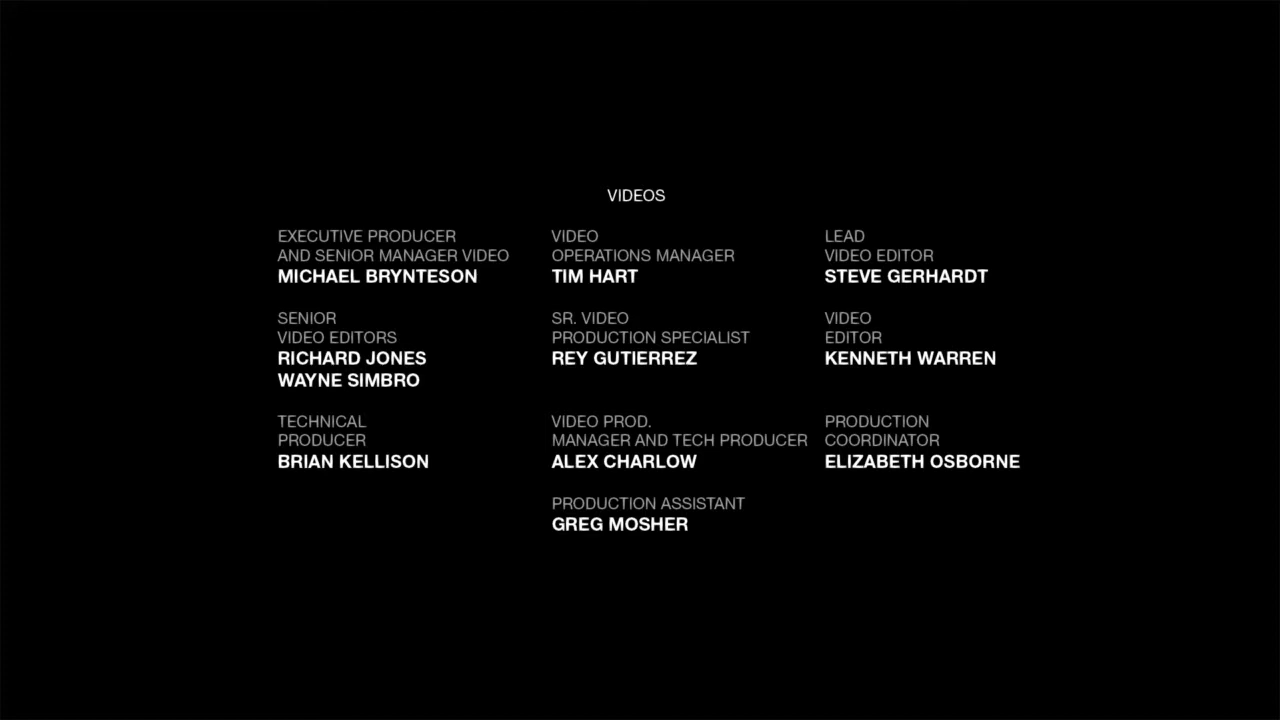 VIDEOS
EXECUTIVE PRODUCER
AND SENIOR MANAGER VIDEO
MICHAEL BRYNTESON
VIDEO
OPERATIONS MANAGER
TIM HART
LEAD
VIDEO EDITOR
STEVE GERHARDT
SENIOR
VIDEO EDITORS
RICHARD JONES
WAYNE SIMBRO
SR. VIDEO
PRODUCTION SPECIALIST
REY GUTIERREZ
VIDEO
EDITOR
KENNETH WARREN
TECHNICAL
PRODUCER
BRIAN KELLISON
VIDEO PROD.
MANAGER AND TECH PRODUCER
ALEX CHARLOW
PRODUCTION
COORDINATOR
ELIZABETH OSBORNE
PRODUCTION ASSISTANT
GREG MOSHER